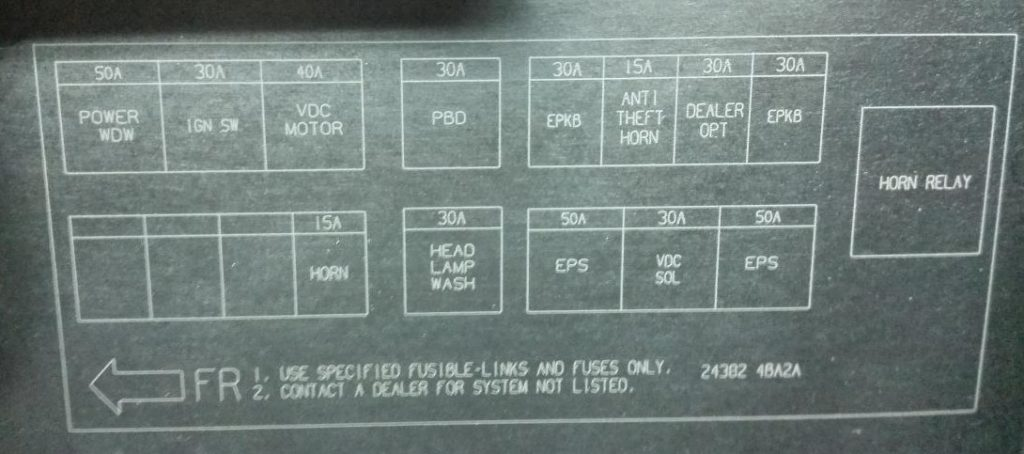 50A 30A 40A 30A 30A 15A 30A 30A
POWER WDW
IGN SW
VDC MOTOR
PBD
EPKB
ANTI THEFT HORN
DEALER OPT
EPKB
HORN RELAY
15A 30A 50A 30A 50A
HORN
HEAD LAMP WASH
EPS
VDC SOL
EPS
FR
1. USE SPECIFIED FUSIBLE-LINKS AND FUSES ONLY.
2. CONTACT A DEALER FOR SYSTEM NOT LISTED.
24382 4BA2A